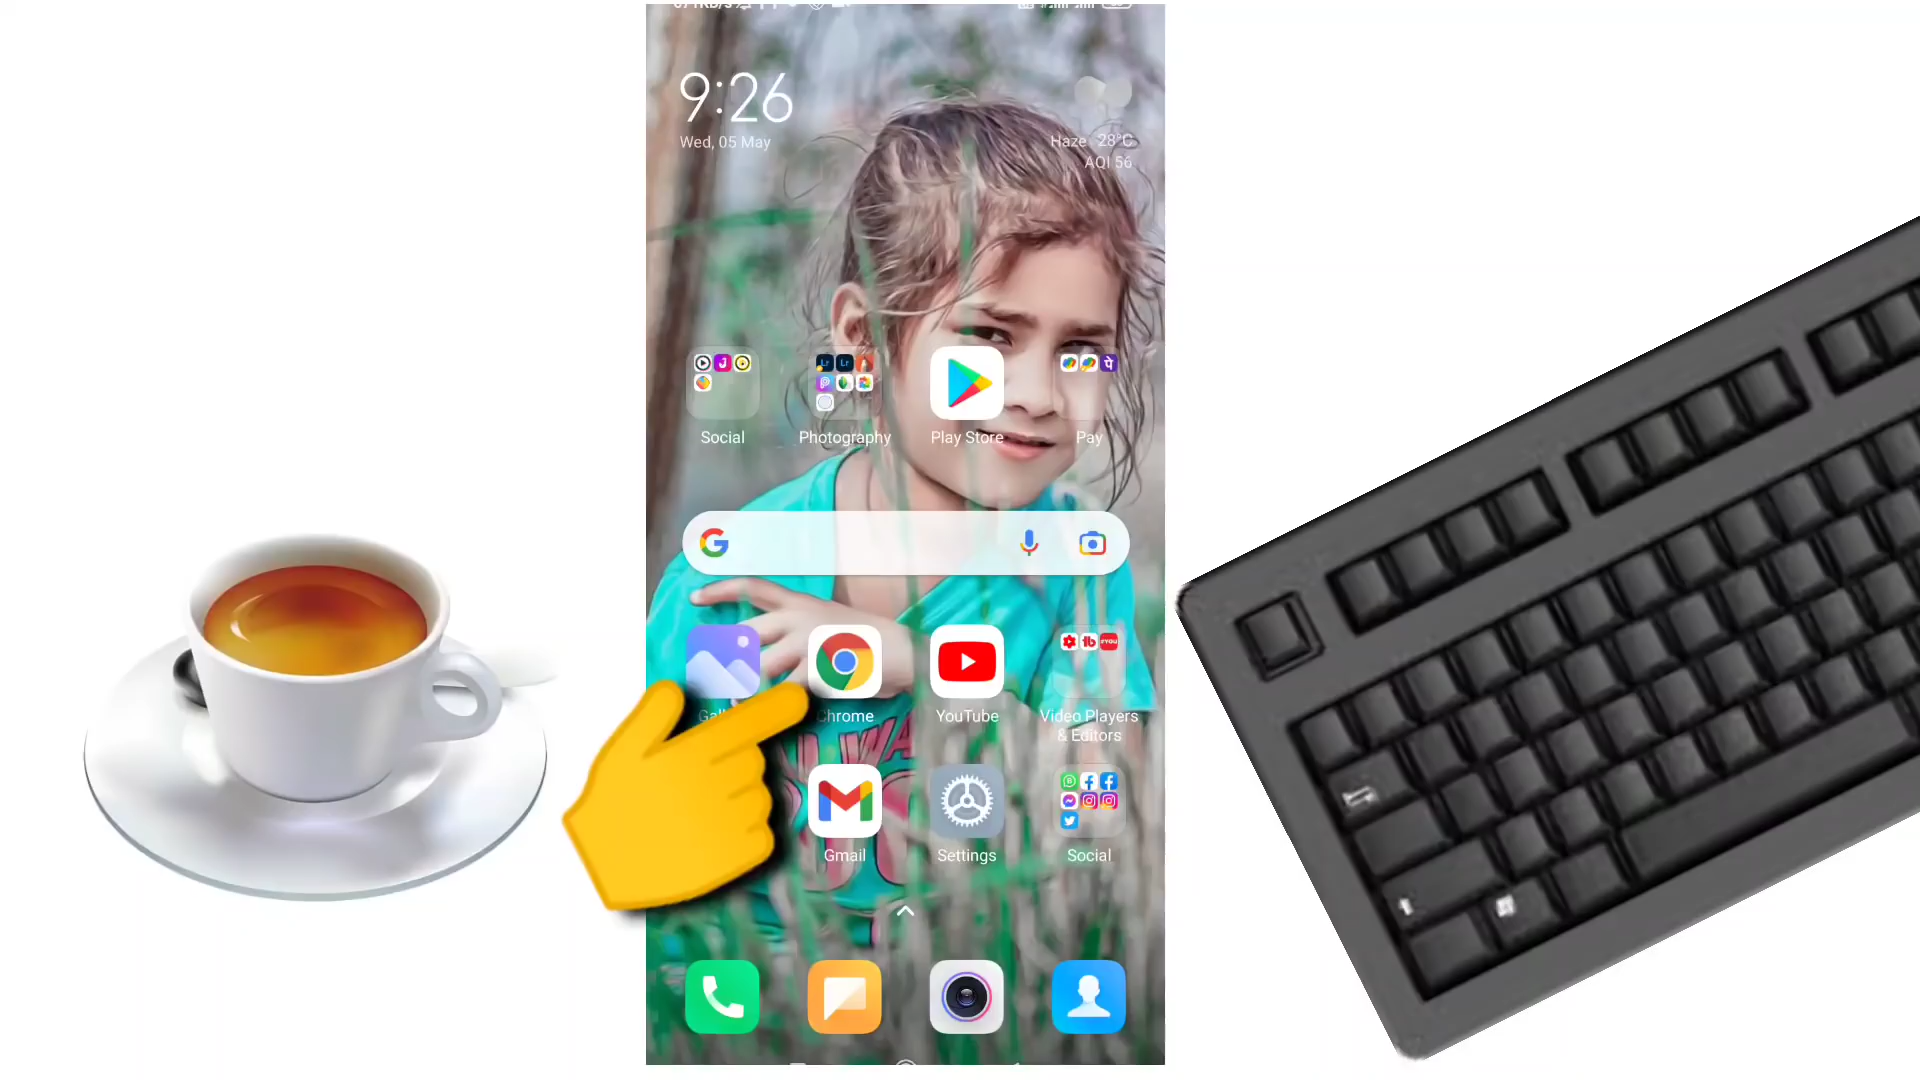 9:26
Wed, 05 May
Haze 28°C
AQI 56
Social
Photography
Play Store
Pay
Chrome
YouTube
Video Players
& Editors
Gmail
Settings
Social